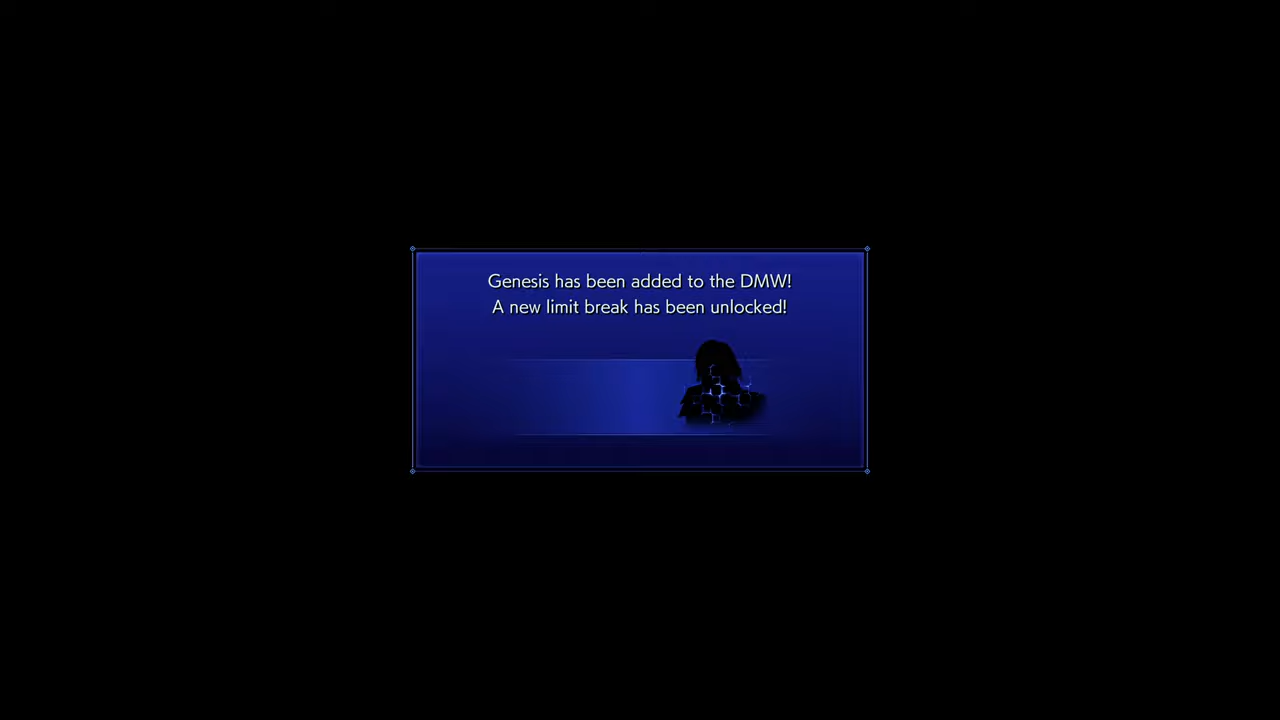 Genesis has been added to the DMW!
A new limit break has been unlocked!